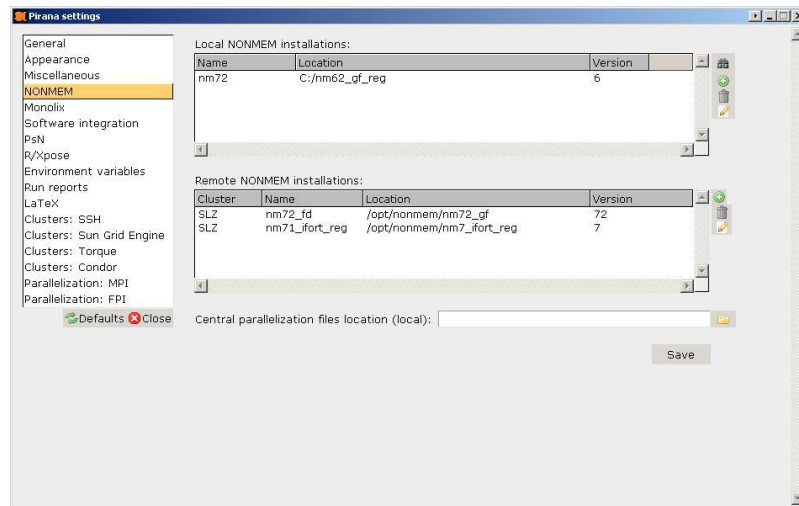 Pirana settings
General
Appearance
Miscellaneous
NONMEM
Monolix
Software integration
PsN
R/Xpose
Environment variables
Run reports
LaTeX
Clusters: SSH
Clusters: Sun Grid Engine
Clusters: Torque
Clusters: Condor
Parallelization: MPI
Parallelization: FPI
Defaults Close
Local NONMEM installations:
Name Location Version
nm72 C:/nm62_gf_reg 6
Remote NONMEM installations:
Cluster Name Location Version
SLZ nm72_fd /opt/nonmem/nm72_gf 72
SLZ nm71_ifort_reg /opt/nonmem/nm7_ifort_reg 7
Central parallelization files location (local):
Save